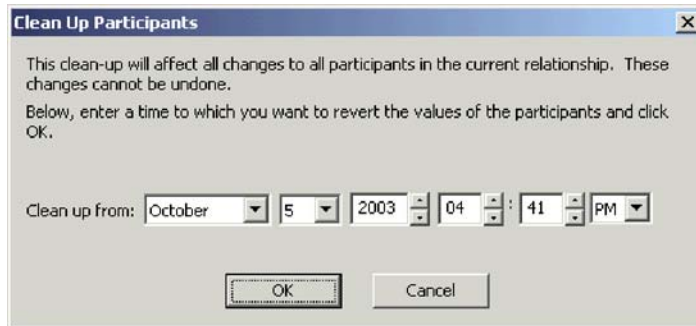 Clean Up Participants
This clean-up will affect all changes to all participants in the current relationship. These
changes cannot be undone.
Below, enter a time to which you want to revert the values of the participants and click
OK.
Clean up from: October 5 2003 04 : 41 PM
OK Cancel